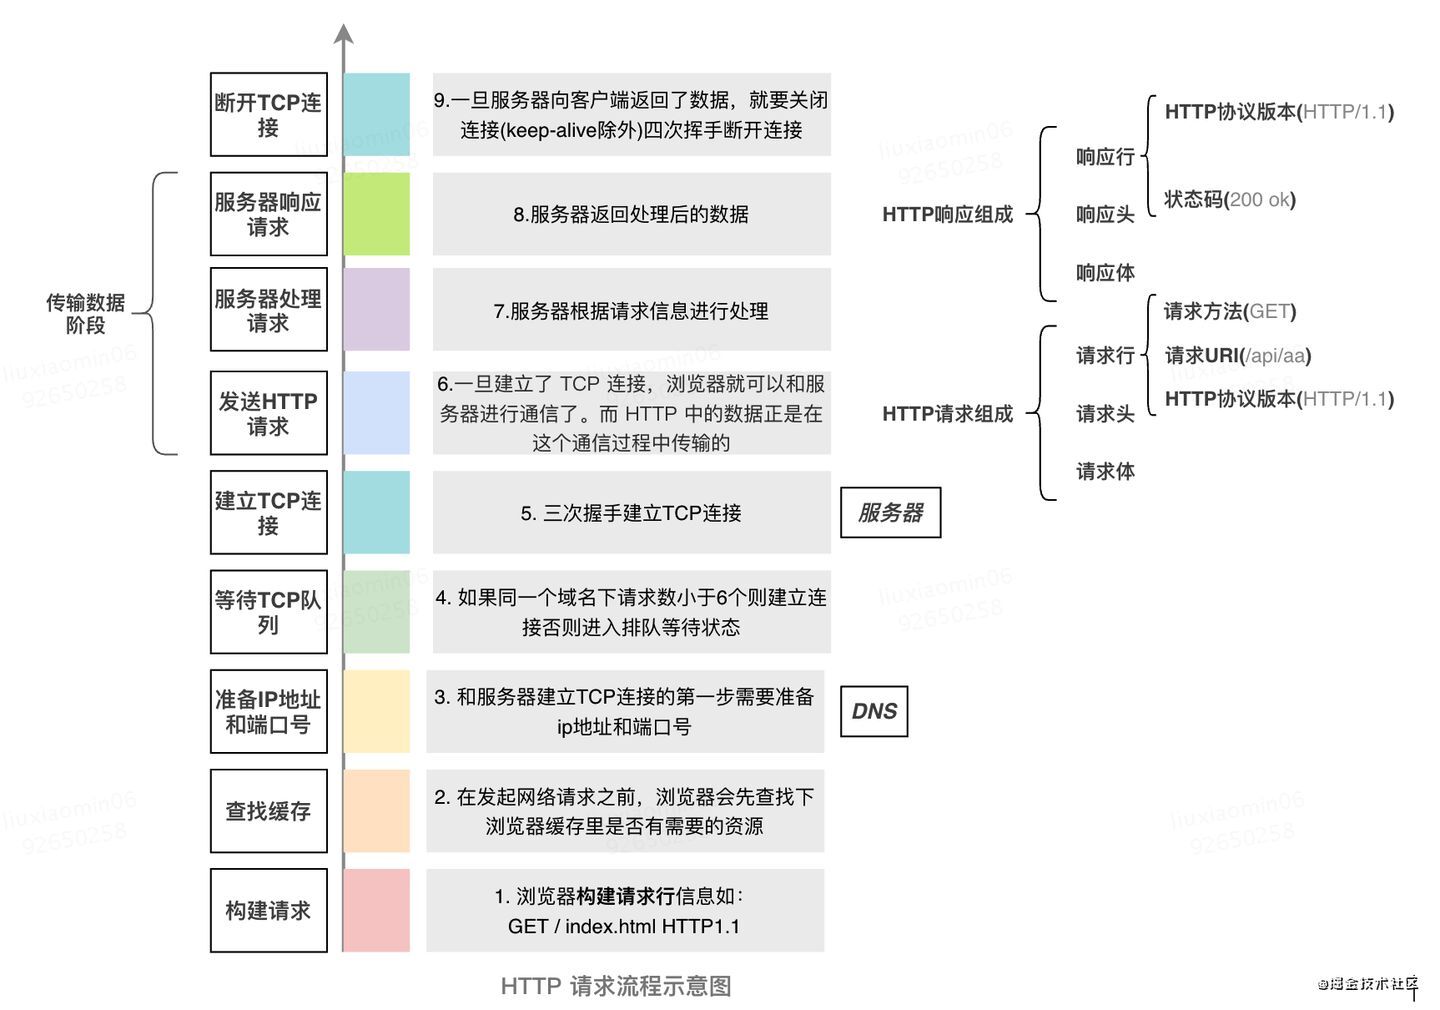 断开TCP连
接
9.一旦服务器向客户端返回了数据，就要关闭
连接(keep-alive除外)四次挥手断开连接
服务器响应
请求
8.服务器返回处理后的数据
传输数据
阶段
服务器处理
请求
7.服务器根据请求信息进行处理
发送HTTP
请求
6.一旦建立了 TCP 连接，浏览器就可以和服
务器进行通信了。而 HTTP 中的数据正是在
这个通信过程中传输的
建立TCP连
接
5. 三次握手建立TCP连接
服务器
等待TCP队
列
4. 如果同一个域名下请求数小于6个则建立连
接否则进入排队等待状态
准备IP地址
和端口号
3. 和服务器建立TCP连接的第一步需要准备
ip地址和端口号
DNS
查找缓存
2. 在发起网络请求之前，浏览器会先查找下
浏览器缓存里是否有需要的资源
构建请求
1. 浏览器构建请求行信息如：
GET / index.html HTTP1.1
HTTP响应组成
响应行
HTTP协议版本(HTTP/1.1)
状态码(200 ok)
响应头
响应体
HTTP请求组成
请求行
请求方法(GET)
请求URI(/api/aa)
HTTP协议版本(HTTP/1.1)
请求头
请求体
HTTP 请求流程示意图
@掘金技术社区
liuxiaomin06
92650258
liuxiaomin06
92650258
liuxiaomin06
92650258
liuxiaomin06
92650258
liuxiaomin06
92650258
liuxiaomin06
92650258
liuxiaomin06
92650258
liuxiaomin06
92650258